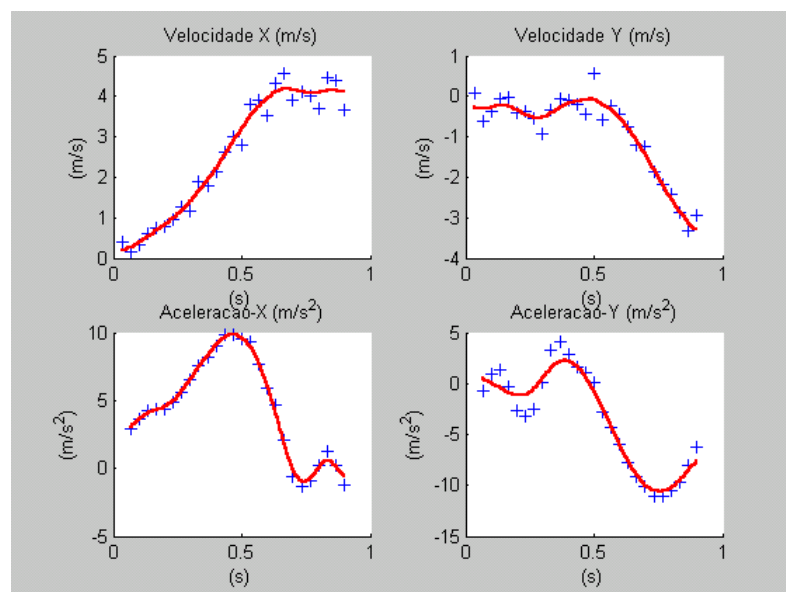 Velocidade X (m/s)
5
4
3
2
1
0
(m/s)
0
0.5
1
(s)
Velocidade Y (m/s)
1
0
-1
-2
-3
-4
(m/s)
0
0.5
1
(s)
Aceleracao-X (m/s²)
10
5
0
-5
(m/s²)
0
0.5
1
(s)
Aceleracao-Y (m/s²)
5
0
-5
-10
-15
(m/s²)
0
0.5
1
(s)